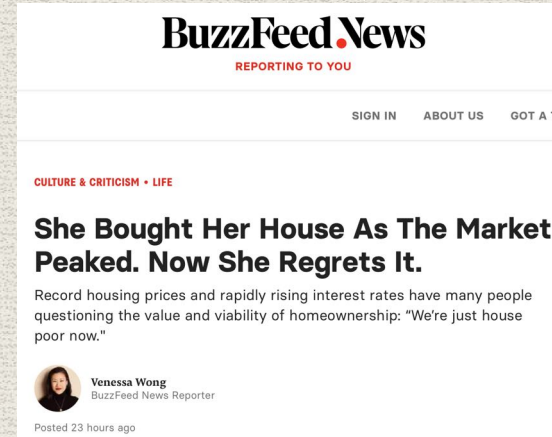 BuzzFeed News
REPORTING TO YOU
SIGN IN ABOUT US GOT A
CULTURE & CRITICISM • LIFE
She Bought Her House As The Market
Peaked. Now She Regrets It.
Record housing prices and rapidly rising interest rates have many people
questioning the value and viability of homeownership: “We’re just house
poor now."
Venessa Wong
BuzzFeed News Reporter
Posted 23 hours ago